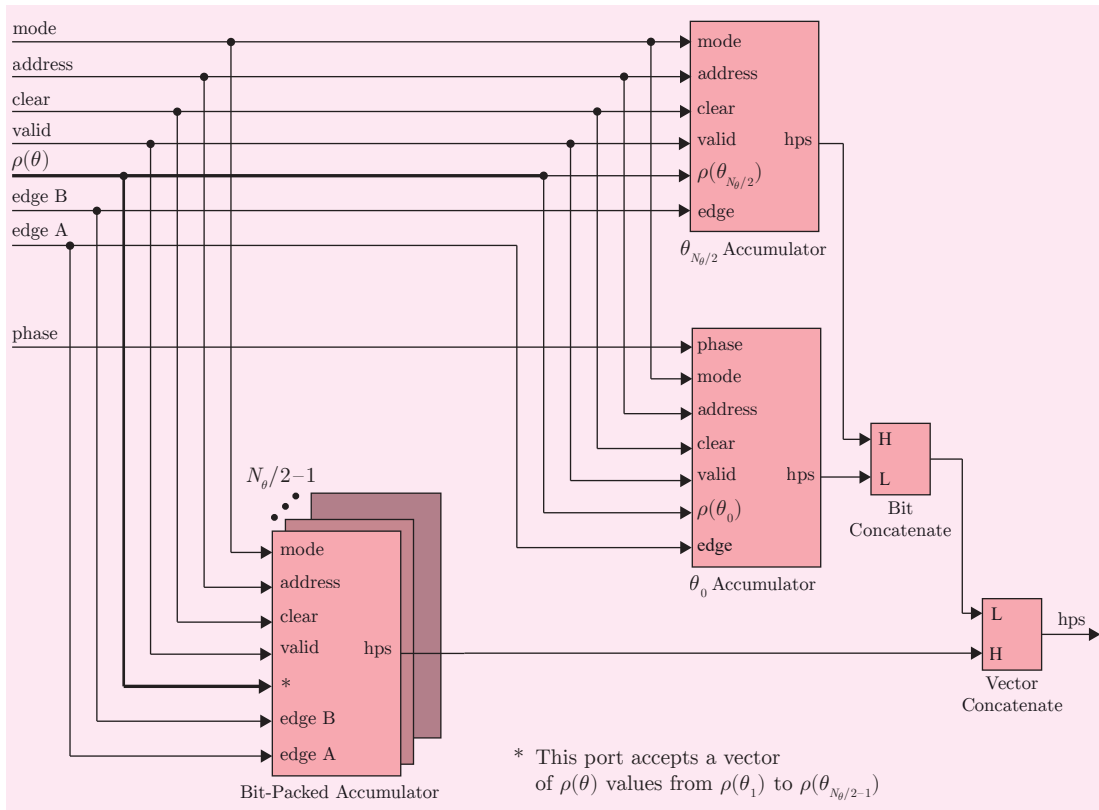 mode
address
clear
valid
ρ(θ)
edge B
edge A
phase
mode
address
clear
valid
hps
ρ(θ_{N_θ/2})
edge
θ_{N_θ/2} Accumulator
phase
mode
address
clear
valid
hps
ρ(θ_0)
edge
θ_0 Accumulator
H
L
Bit
Concatenate
N_θ/2–1
mode
address
clear
valid
hps
*
edge B
edge A
Bit-Packed Accumulator
L
H
hps
Vector
Concatenate
* This port accepts a vector
of ρ(θ) values from ρ(θ_1) to ρ(θ_{N_θ/2–1})